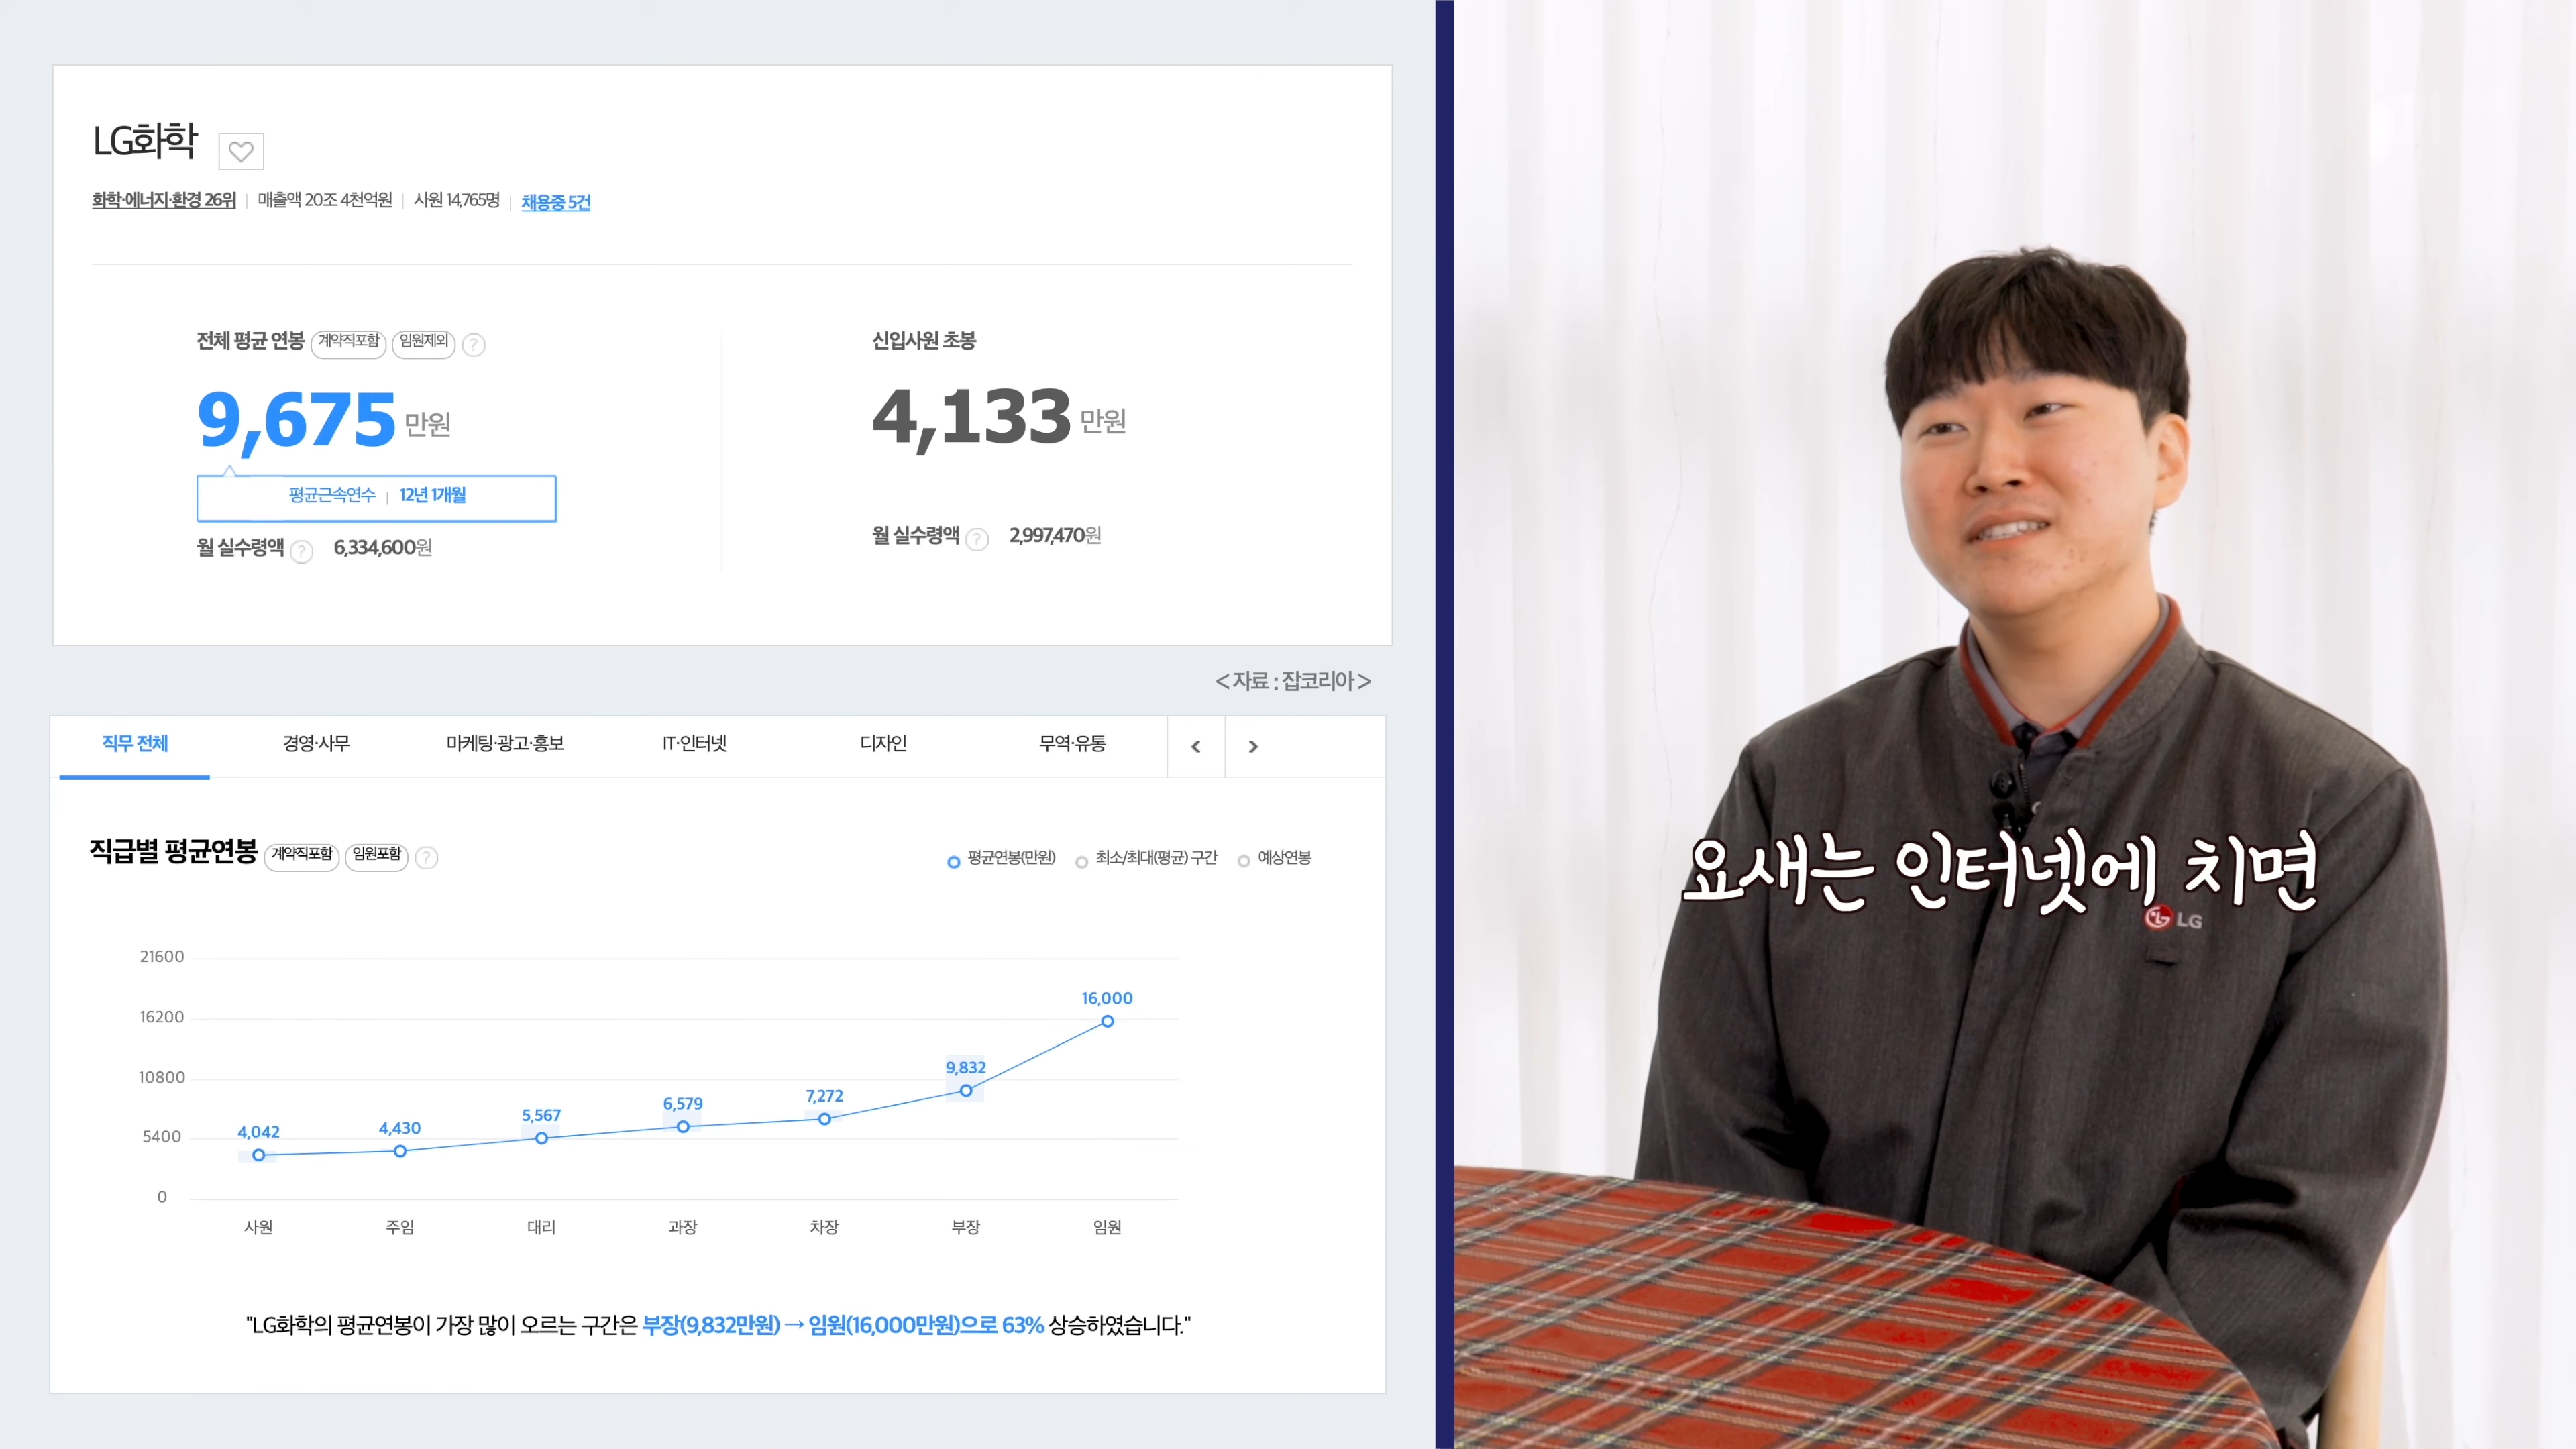 LG화학
화학·에너지·환경 26위 | 매출액 20조 4천억원 | 사원 14,765명 | 채용중 5건
전체 평균 연봉 계약직포함 임원제외 ?
9,675 만원
평균근속연수 | 12년 1개월
월 실수령액 ? 6,334,600원
신입사원 초봉
4,133 만원
월 실수령액 ? 2,997,470원
< 자료 : 잡코리아 >
직무 전체 경영·사무 마케팅·광고·홍보 IT·인터넷 디자인 무역·유통 < >
직급별 평균연봉 계약직포함 임원포함 ?
평균연봉(만원) 최소/최대(평균) 구간 예상연봉
21600
16200
10800
5400
0
4,042 4,430 5,567 6,579 7,272 9,832 16,000
사원 주임 대리 과장 차장 부장 임원
"LG화학의 평균연봉이 가장 많이 오르는 구간은 부장(9,832만원) → 임원(16,000만원)으로 63% 상승하였습니다."
요새는 인터넷에 치면
LG